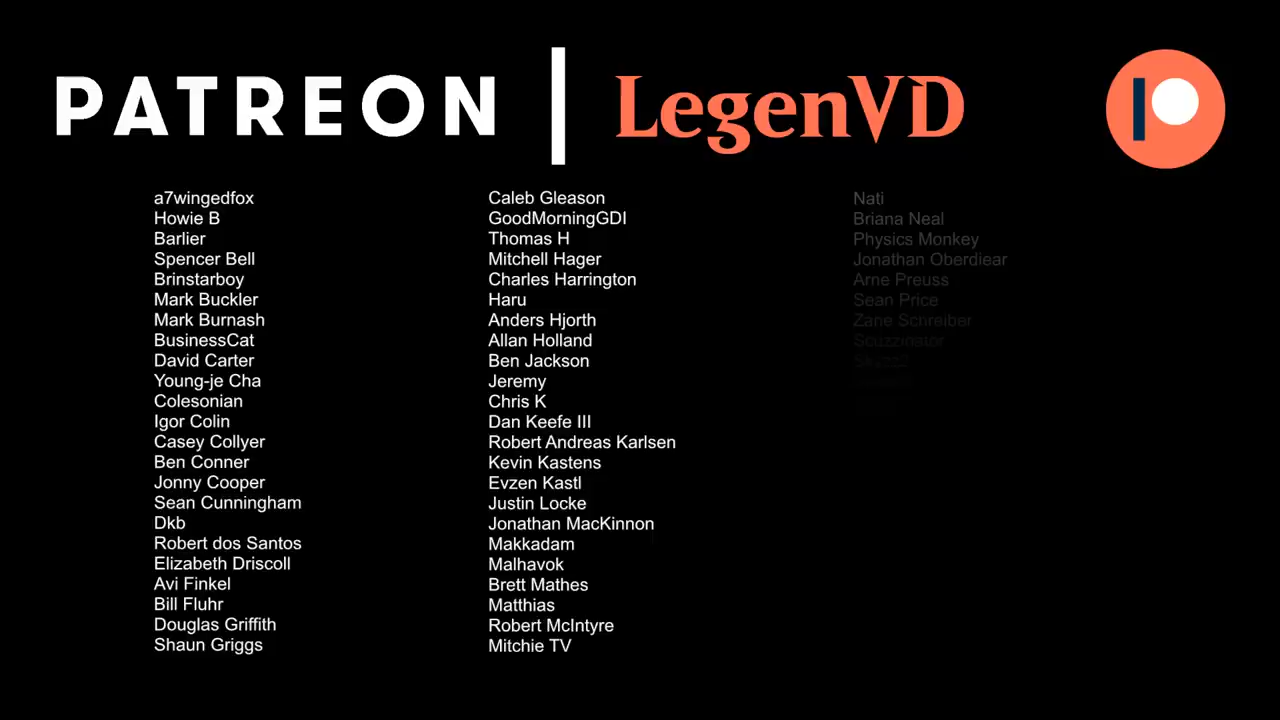 PATREON | LegenVD
a7wingedfox
Howie B
Barlier
Spencer Bell
Brinstarboy
Mark Buckler
Mark Burnash
BusinessCat
David Carter
Young-je Cha
Colesonian
Igor Colin
Casey Collyer
Ben Conner
Jonny Cooper
Sean Cunningham
Dkb
Robert dos Santos
Elizabeth Driscoll
Avi Finkel
Bill Fluhr
Douglas Griffith
Shaun Griggs
Caleb Gleason
GoodMorningGDI
Thomas H
Mitchell Hager
Charles Harrington
Haru
Anders Hjorth
Allan Holland
Ben Jackson
Jeremy
Chris K
Dan Keefe III
Robert Andreas Karlsen
Kevin Kastens
Evzen Kastl
Justin Locke
Jonathan MacKinnon
Makkadam
Malhavok
Brett Mathes
Matthias
Robert McIntyre
Mitchie TV
Nati
Briana Neal
Physics Monkey
Jonathan Oberdiear
Arne Preuss
Sean Price
Zane Schreiber